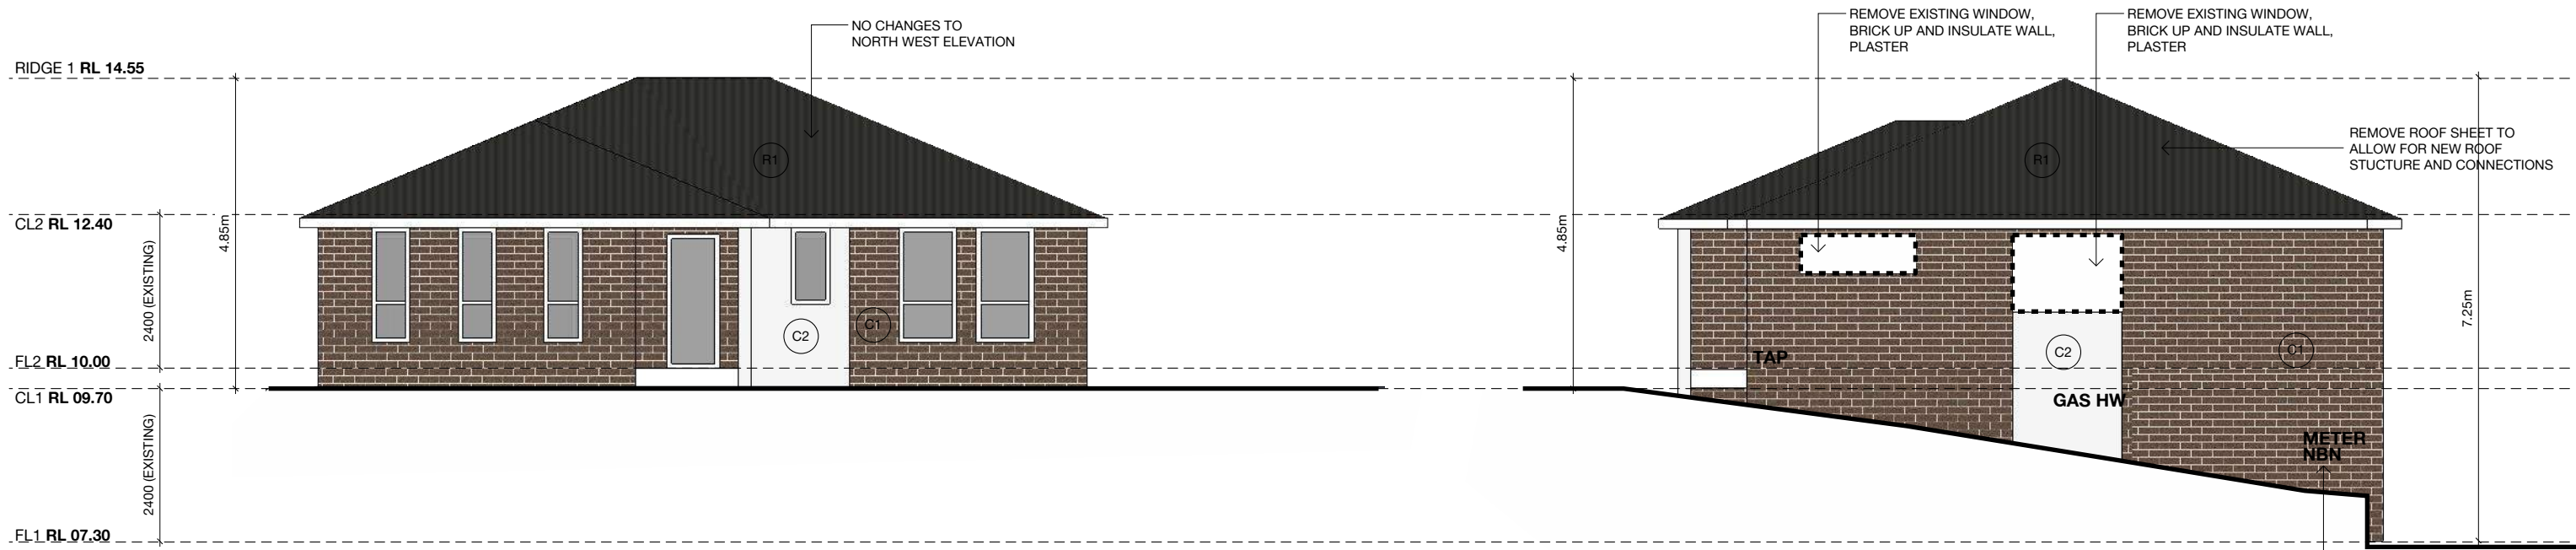 NO CHANGES TO
NORTH WEST ELEVATION
REMOVE EXISTING WINDOW,
BRICK UP AND INSULATE WALL,
PLASTER
REMOVE EXISTING WINDOW,
BRICK UP AND INSULATE WALL,
PLASTER
RIDGE 1 RL 14.55
REMOVE ROOF SHEET TO
ALLOW FOR NEW ROOF
STUCTURE AND CONNECTIONS
R1
R1
CL2 RL 12.40
4.85m
4.85m
2400 (EXISTING)
7.25m
C2
C1
C2
C1
TAP
FL2 RL 10.00
CL1 RL 09.70
GAS HW
2400 (EXISTING)
METER
NBN
FL1 RL 07.30